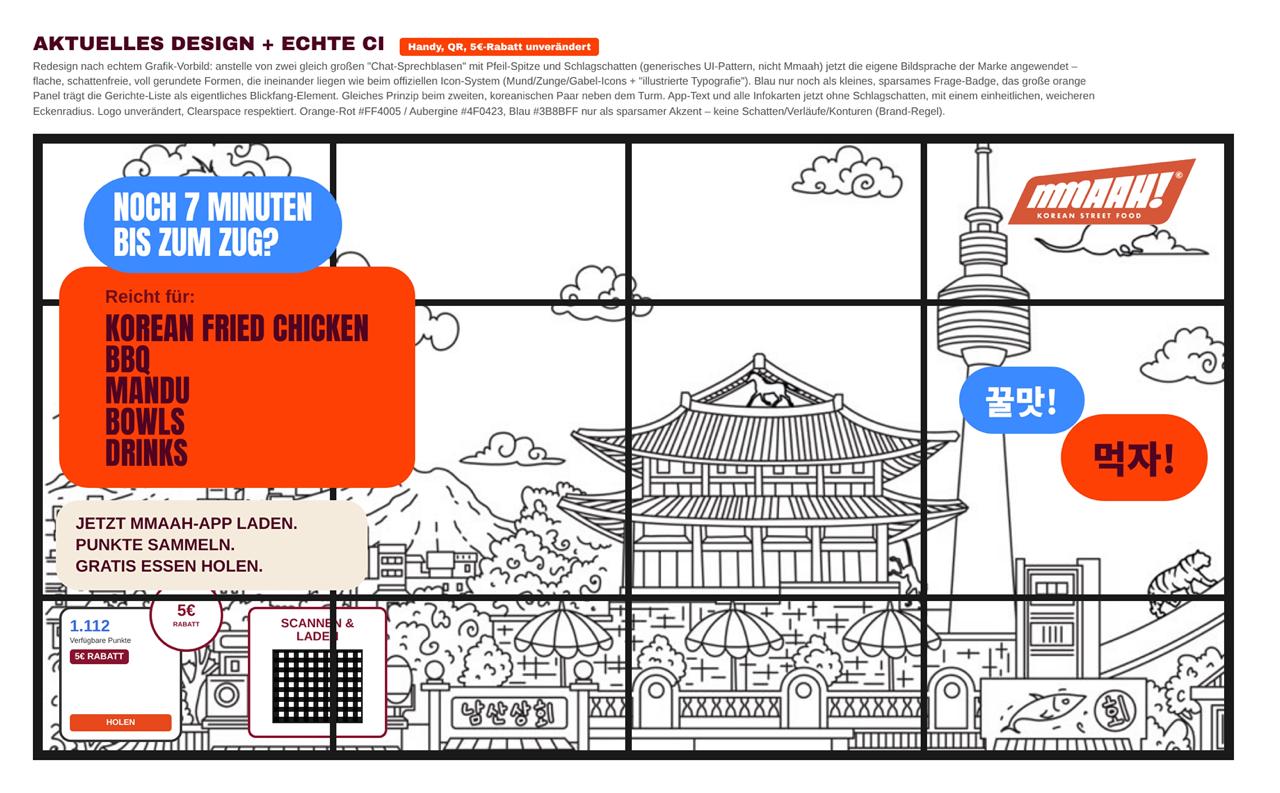 AKTUELLES DESIGN + ECHTE CI
Handy, QR, 5€-Rabatt unverändert
Redesign nach echtem Grafik-Vorbild: anstelle von zwei gleich großen "Chat-Sprechblasen" mit Pfeil-Spitze und Schlagschatten (generisches UI-Pattern, nicht Mmaah) jetzt die eigene Bildsprache der Marke angewendet –
flache, schattenfreie, voll gerundete Formen, die ineinander liegen wie beim offiziellen Icon-System (Mund/Zunge/Gabel-Icons + "illustrierte Typografie"). Blau nur noch als kleines, sparsames Frage-Badge, das große orange
Panel trägt die Gerichte-Liste als eigentliches Blickfang-Element. Gleiches Prinzip beim zweiten, koreanischen Paar neben dem Turm. App-Text und alle Infokarten jetzt ohne Schlagschatten, mit einem einheitlichen, weicheren
Eckenradius. Logo unverändert, Clearspace respektiert. Orange-Rot #FF4005 / Aubergine #4F0423, Blau #3B8BFF nur als sparsamer Akzent – keine Schatten/Verläufe/Konturen (Brand-Regel).
NOCH 7 MINUTEN
BIS ZUM ZUG?
Reicht für:
KOREAN FRIED CHICKEN
BBQ
MANDU
BOWLS
DRINKS
JETZT MMAAH-APP LADEN.
PUNKTE SAMMELN.
GRATIS ESSEN HOLEN.
1.112
Verfügbare Punkte
5€ RABATT
HOLEN
5€
RABATT
SCANNEN &
LADEN
mmAAH!
©
KOREAN STREET FOOD
꿀맛!
먹자!
남산상회
회